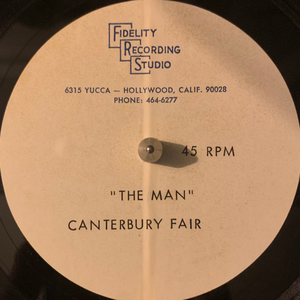 FIDELITY
RECORDING
STUDIO
6315 YUCCA — HOLLYWOOD, CALIF. 90028
PHONE: 464-6277
45 RPM
"THE MAN"
CANTERBURY FAIR